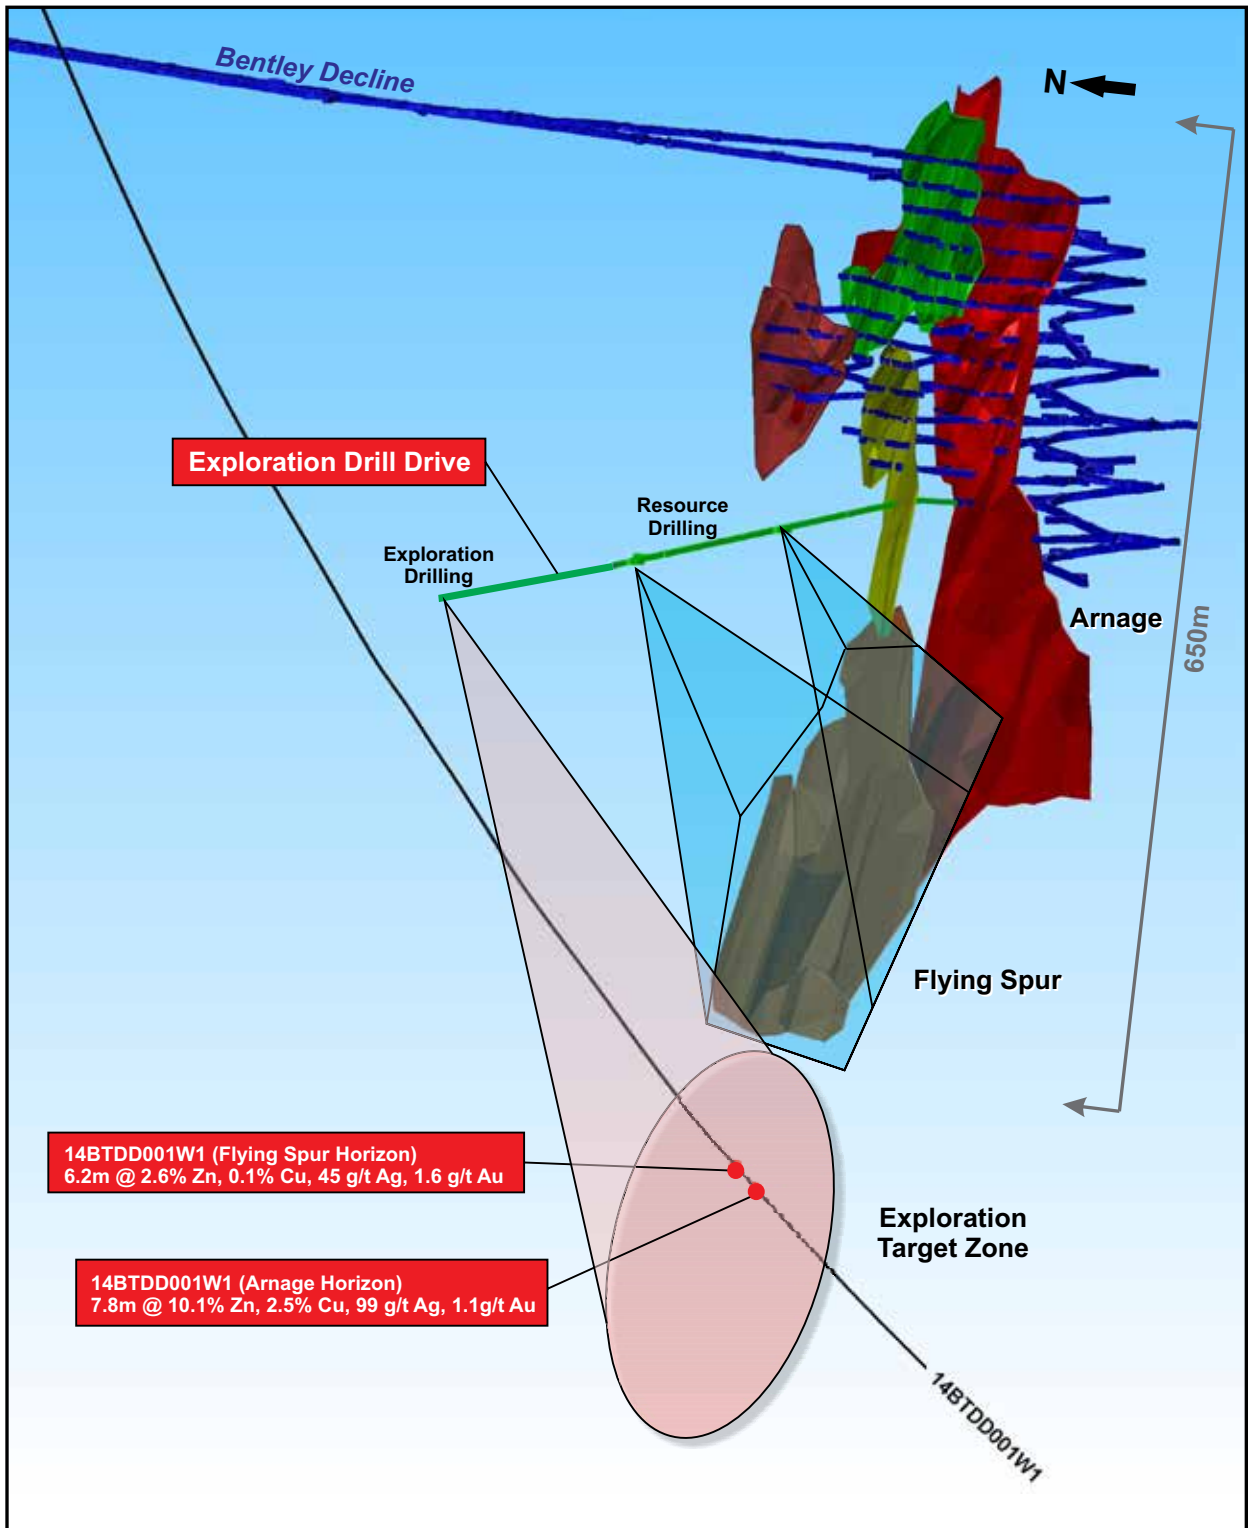 Bentley Decline
N
Exploration Drill Drive
Resource
Drilling
Exploration
Drilling
Arnage
650m
Flying Spur
14BTDD001W1 (Flying Spur Horizon)
6.2m @ 2.6% Zn, 0.1% Cu, 45 g/t Ag, 1.6 g/t Au
Exploration
Target Zone
14BTDD001W1 (Arnage Horizon)
7.8m @ 10.1% Zn, 2.5% Cu, 99 g/t Ag, 1.1g/t Au
14BTDD001W1